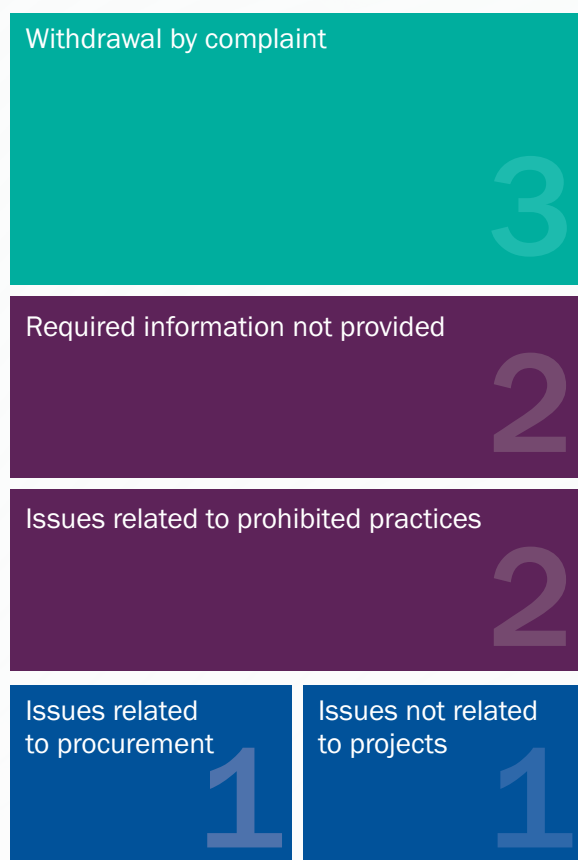 Withdrawal by complaint
3
Required information not provided
2
Issues related to prohibited practices
2
Issues related
to procurement
1
Issues not related
to projects
1